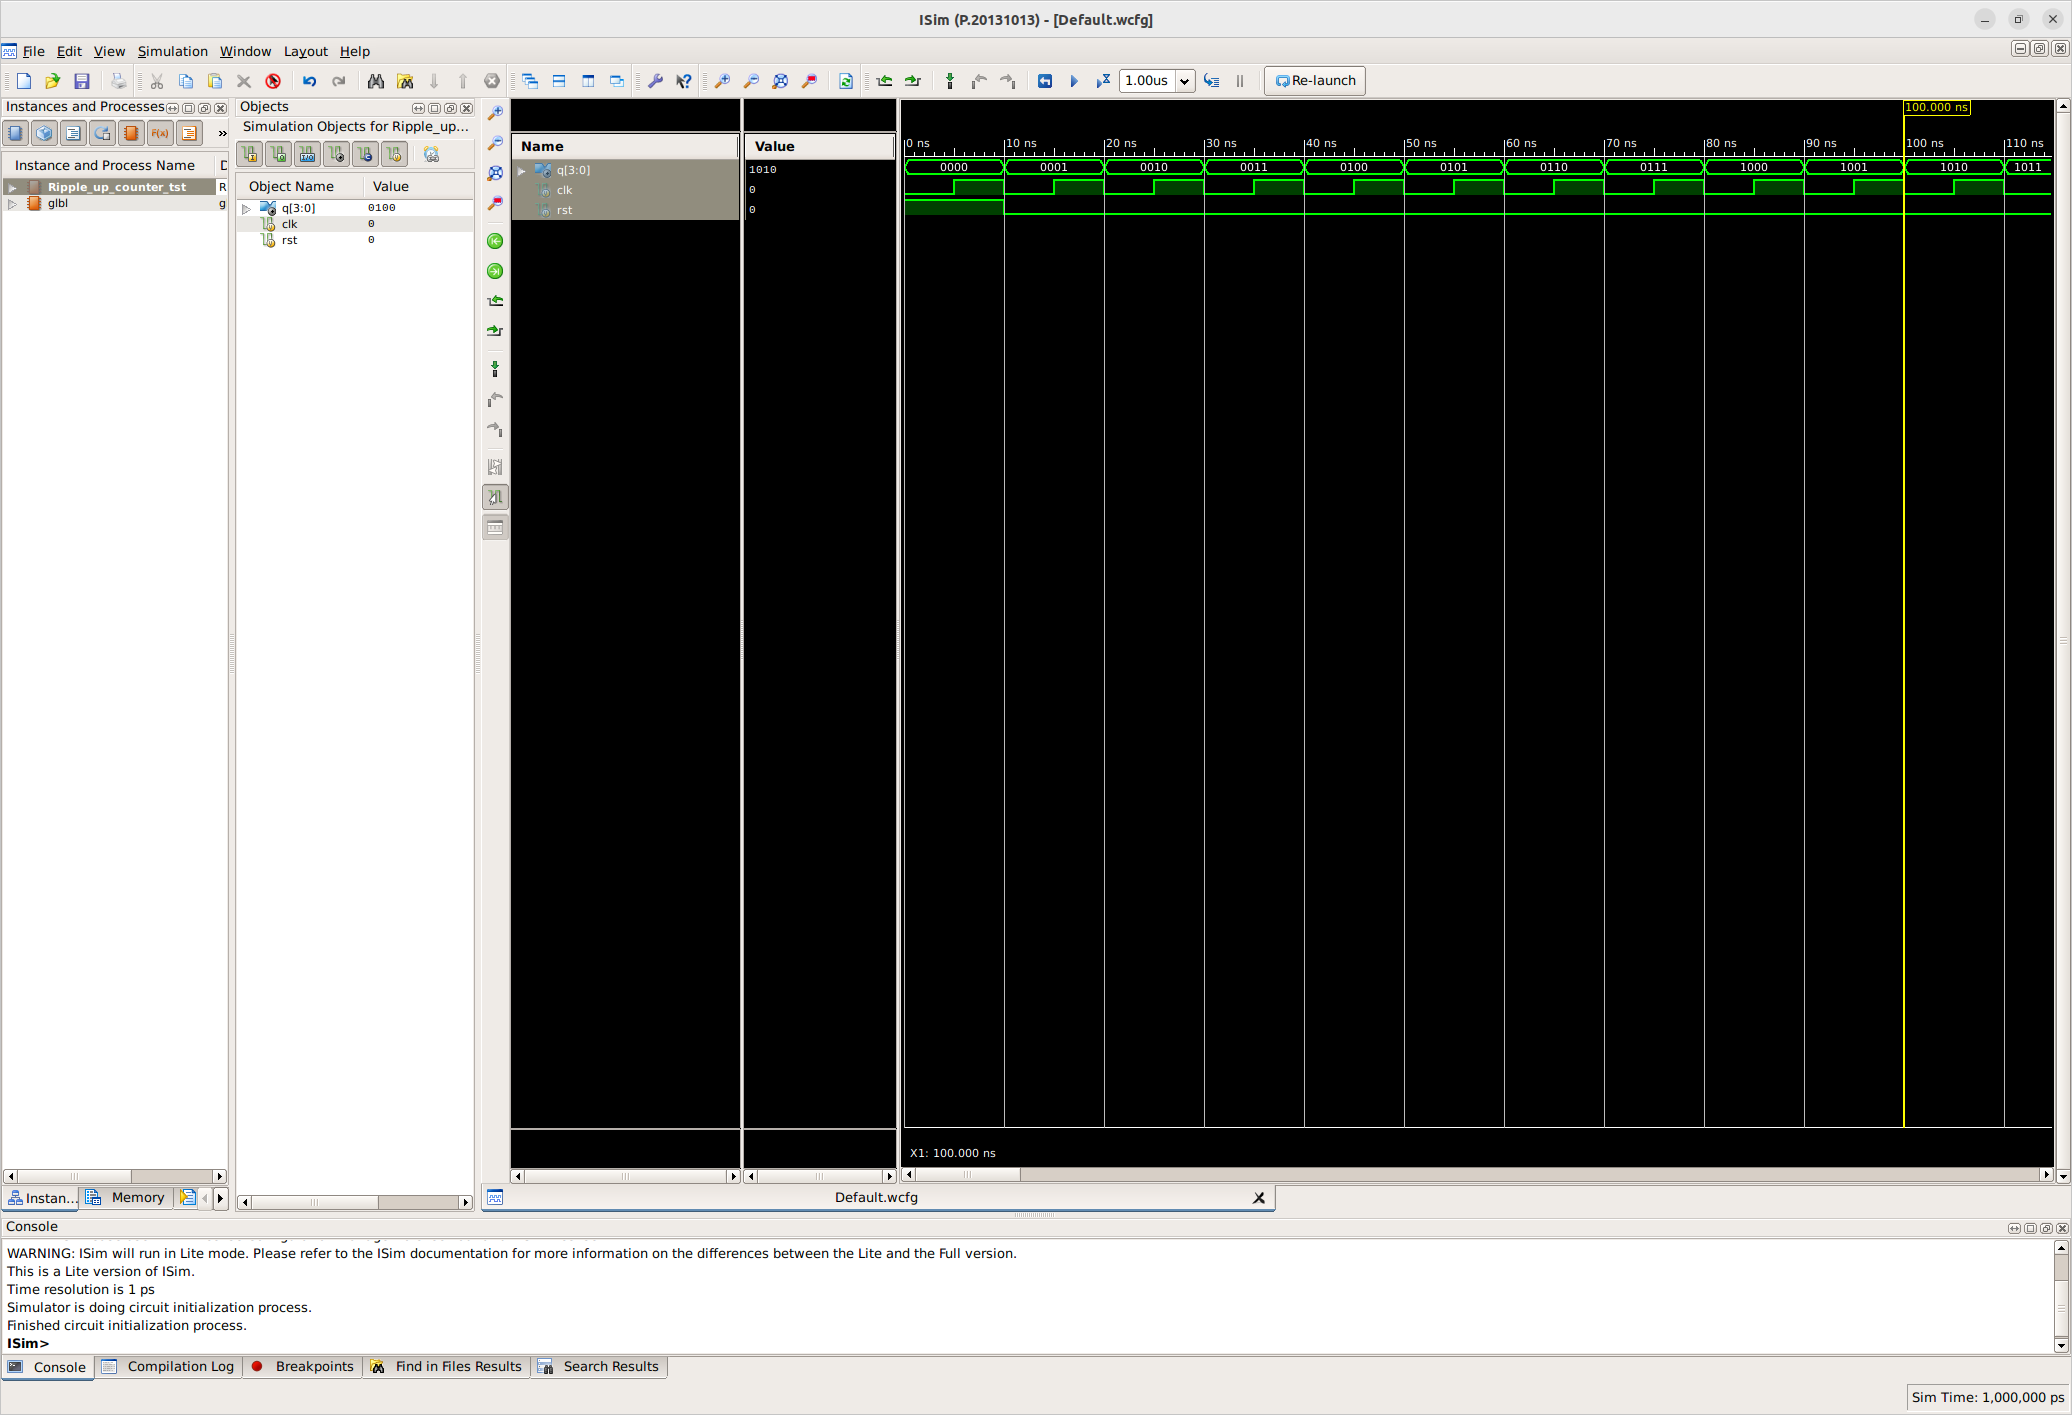 ISim (P.20131013) - [Default.wcfg]
File Edit View Simulation Window Layout Help
1.00us Re-launch
Instances and Processes
Instance and Process Name D
Ripple_up_counter_tst R
glbl g
Instan... Memory
Objects
Simulation Objects for Ripple_up...
Object Name Value
q[3:0] 0100
clk 0
rst 0
Name Value
q[3:0] 1010
clk 0
rst 0
100.000 ns
0 ns 10 ns 20 ns 30 ns 40 ns 50 ns 60 ns 70 ns 80 ns 90 ns 100 ns 110 ns
0000 0001 0010 0011 0100 0101 0110 0111 1000 1001 1010 1011
X1: 100.000 ns
Default.wcfg
Console
WARNING: ISim will run in Lite mode. Please refer to the ISim documentation for more information on the differences between the Lite and the Full version.
This is a Lite version of ISim.
Time resolution is 1 ps
Simulator is doing circuit initialization process.
Finished circuit initialization process.
ISim>
Console Compilation Log Breakpoints Find in Files Results Search Results
Sim Time: 1,000,000 ps